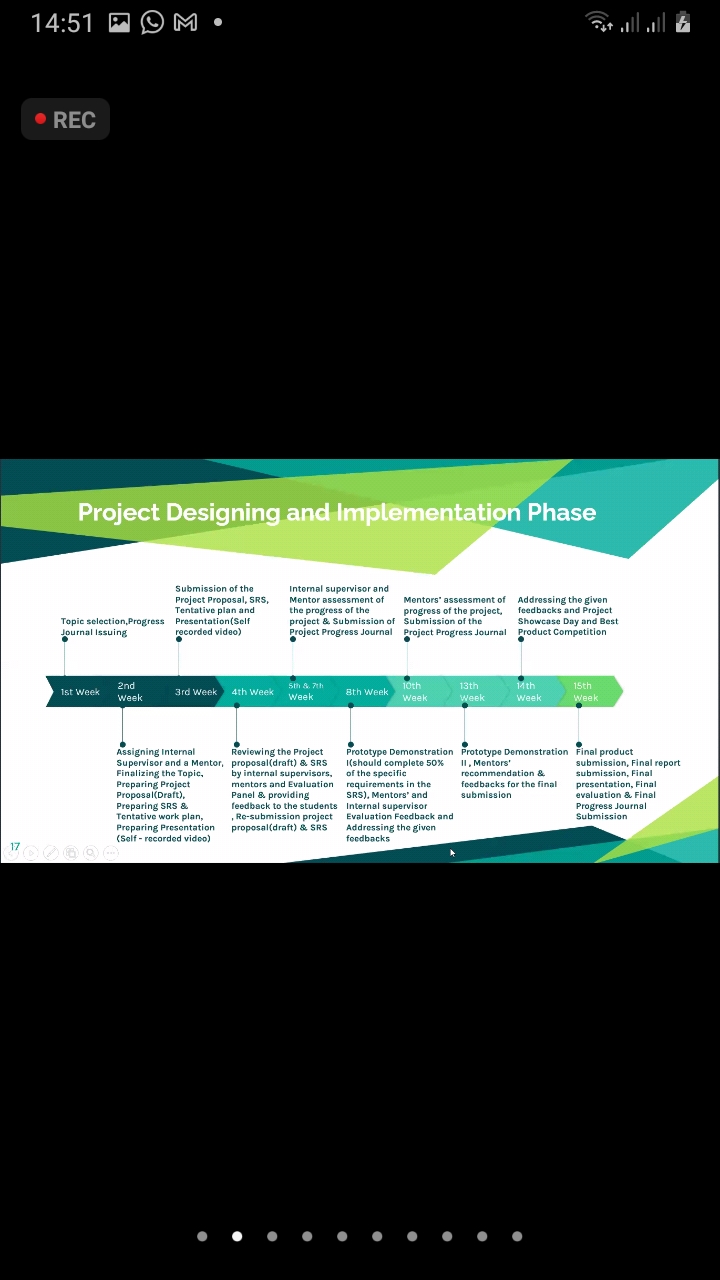 14:51
REC
Project Designing and Implementation Phase
Topic selection,Progress
Journal Issuing
Submission of the
Project Proposal, SRS,
Tentative plan and
Presentation(Self
recorded video)
Internal supervisor and
Mentor assessment of
the progress of the
project & Submission of
Project Progress Journal
Mentors' assessment of
progress of the project,
Submission of the
Project Progress Journal
Addressing the given
feedbacks and Project
Showcase Day and Best
Product Competition
1st Week
2nd
Week
3rd Week
4th Week
5th & 7th
Week
8th Week
10th
Week
13th
Week
14th
Week
15th
Week
Assigning Internal
Supervisor and a Mentor,
Finalizing the Topic,
Preparing Project
Proposal(Draft),
Preparing SRS &
Tentative work plan,
Preparing Presentation
(Self - recorded video)
Reviewing the Project
proposal(draft) & SRS
by internal supervisors,
mentors and Evaluation
Panel & providing
feedback to the students
, Re-submission project
proposal(draft) & SRS
Prototype Demonstration
I(should complete 50%
of the specific
requirements in the
SRS), Mentors' and
Internal supervisor
Evaluation Feedback and
Addressing the given
feedbacks
Prototype Demonstration
II , Mentors'
recommendation &
feedbacks for the final
submission
Final product
submission, Final report
submission, Final
presentation, Final
evaluation & Final
Progress Journal
Submission
17